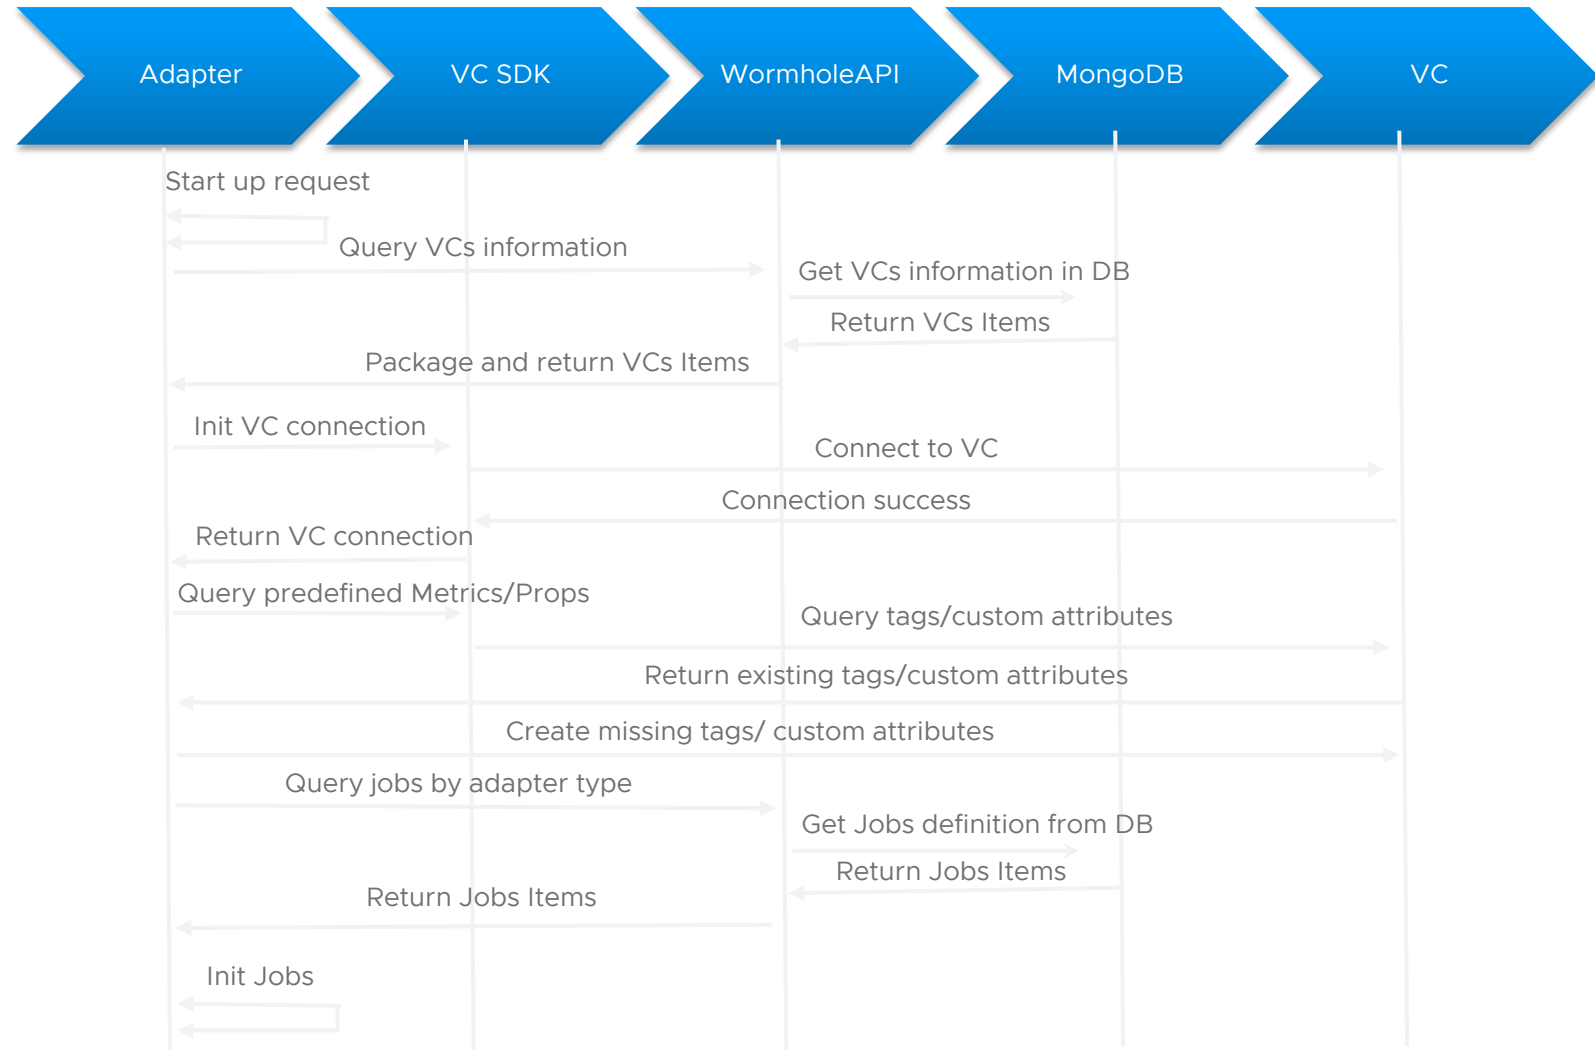 Adapter
VC SDK
WormholeAPI
MongoDB
VC
Start up request
Query VCs information
Get VCs information in DB
Return VCs Items
Package and return VCs Items
Init VC connection
Connect to VC
Connection success
Return VC connection
Query predefined Metrics/Props
Query tags/custom attributes
Return existing tags/custom attributes
Create missing tags/ custom attributes
Query jobs by adapter type
Get Jobs definition from DB
Return Jobs Items
Return Jobs Items
Init Jobs